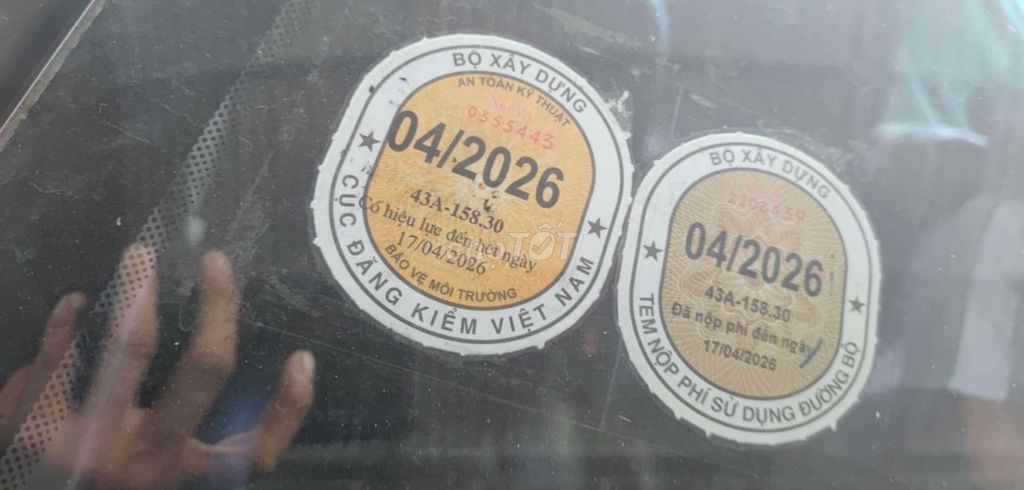 BỘ XÂY DỰNG
AN TOÀN KỸ THUẬT
0355443
04/2026
43A-158.30
Có hiệu lực đến hết ngày
17/04/2026
BẢO VỆ MÔI TRƯỜNG
★ CỤC ĐĂNG KIỂM VIỆT NAM ★
BỘ XÂY DỰNG
04/2026
43A-158.30
Đã nộp phí đến ngày
17/04/2026
★ TEM NỘP PHÍ SỬ DỤNG ĐƯỜNG BỘ ★